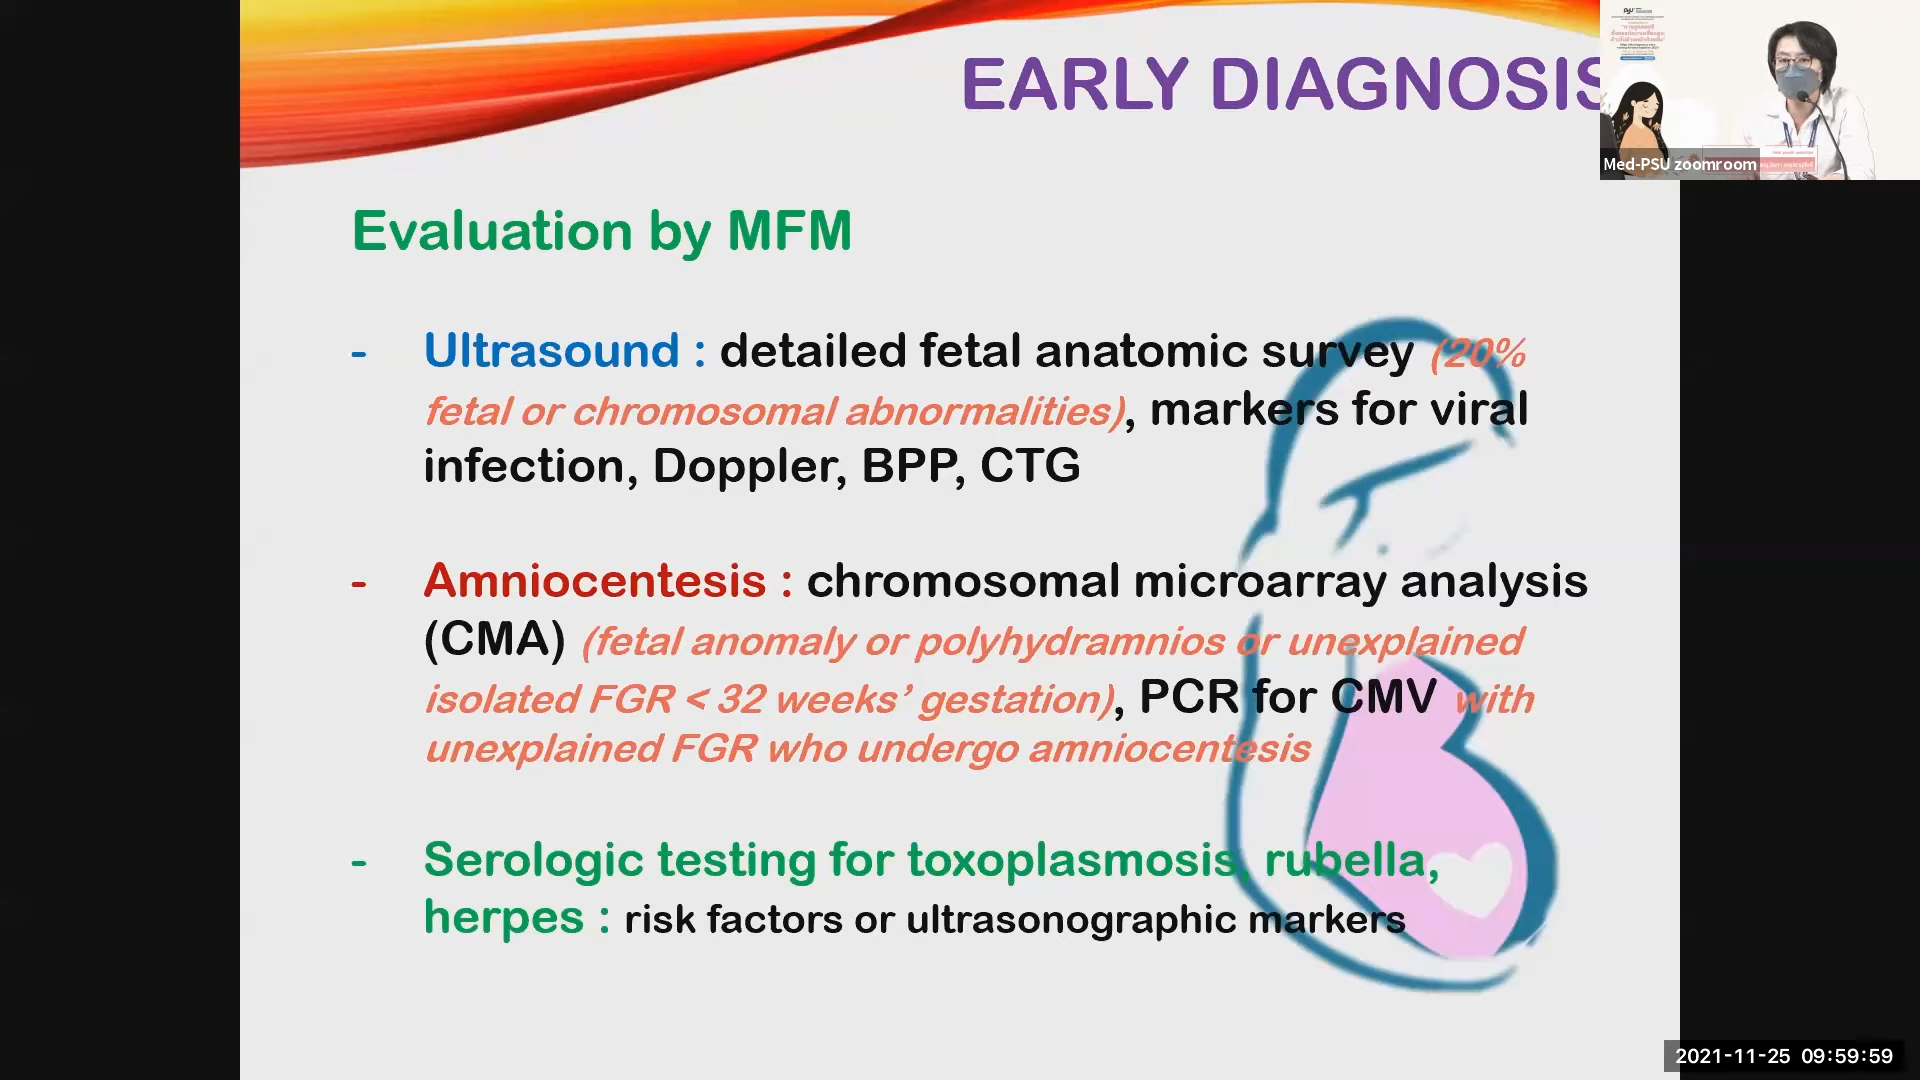 EARLY DIAGNOSIS
Evaluation by MFM
- Ultrasound : detailed fetal anatomic survey (20%
fetal or chromosomal abnormalities), markers for viral
infection, Doppler, BPP, CTG
- Amniocentesis : chromosomal microarray analysis
(CMA) (fetal anomaly or polyhydramnios or unexplained
isolated FGR < 32 weeks’ gestation), PCR for CMV with
unexplained FGR who undergo amniocentesis
- Serologic testing for toxoplasmosis, rubella,
herpes : risk factors or ultrasonographic markers
Med-PSU zoomroom
2021-11-25 09:59:59